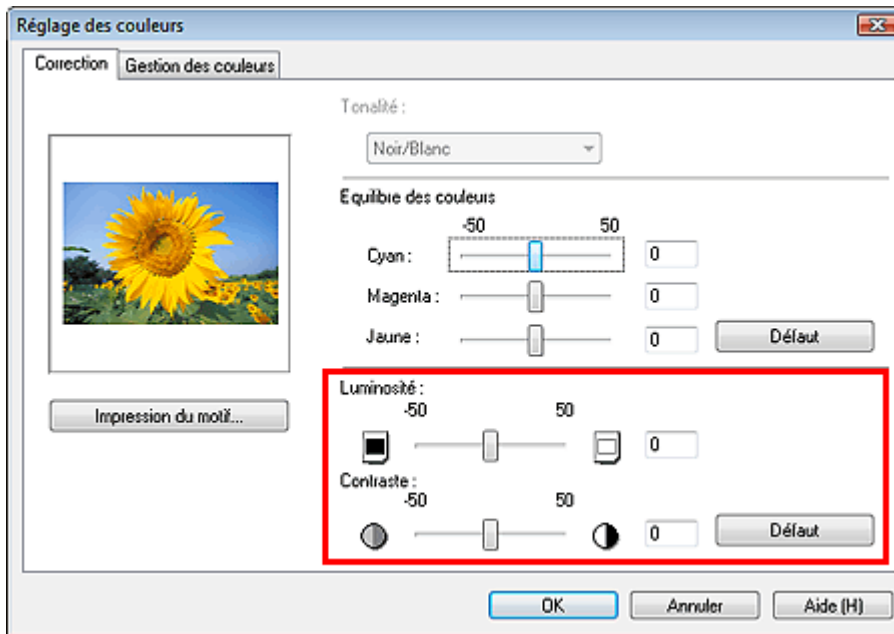 Réglage des couleurs
Correction
Gestion des couleurs
Tonalité :
Noir/Blanc
Equilibre des couleurs
-50 50
Cyan : 0
Magenta : 0
Jaune : 0 Défaut
Luminosité :
-50 50
0
Contraste :
-50 50
0 Défaut
Impression du motif...
OK Annuler Aide (H)